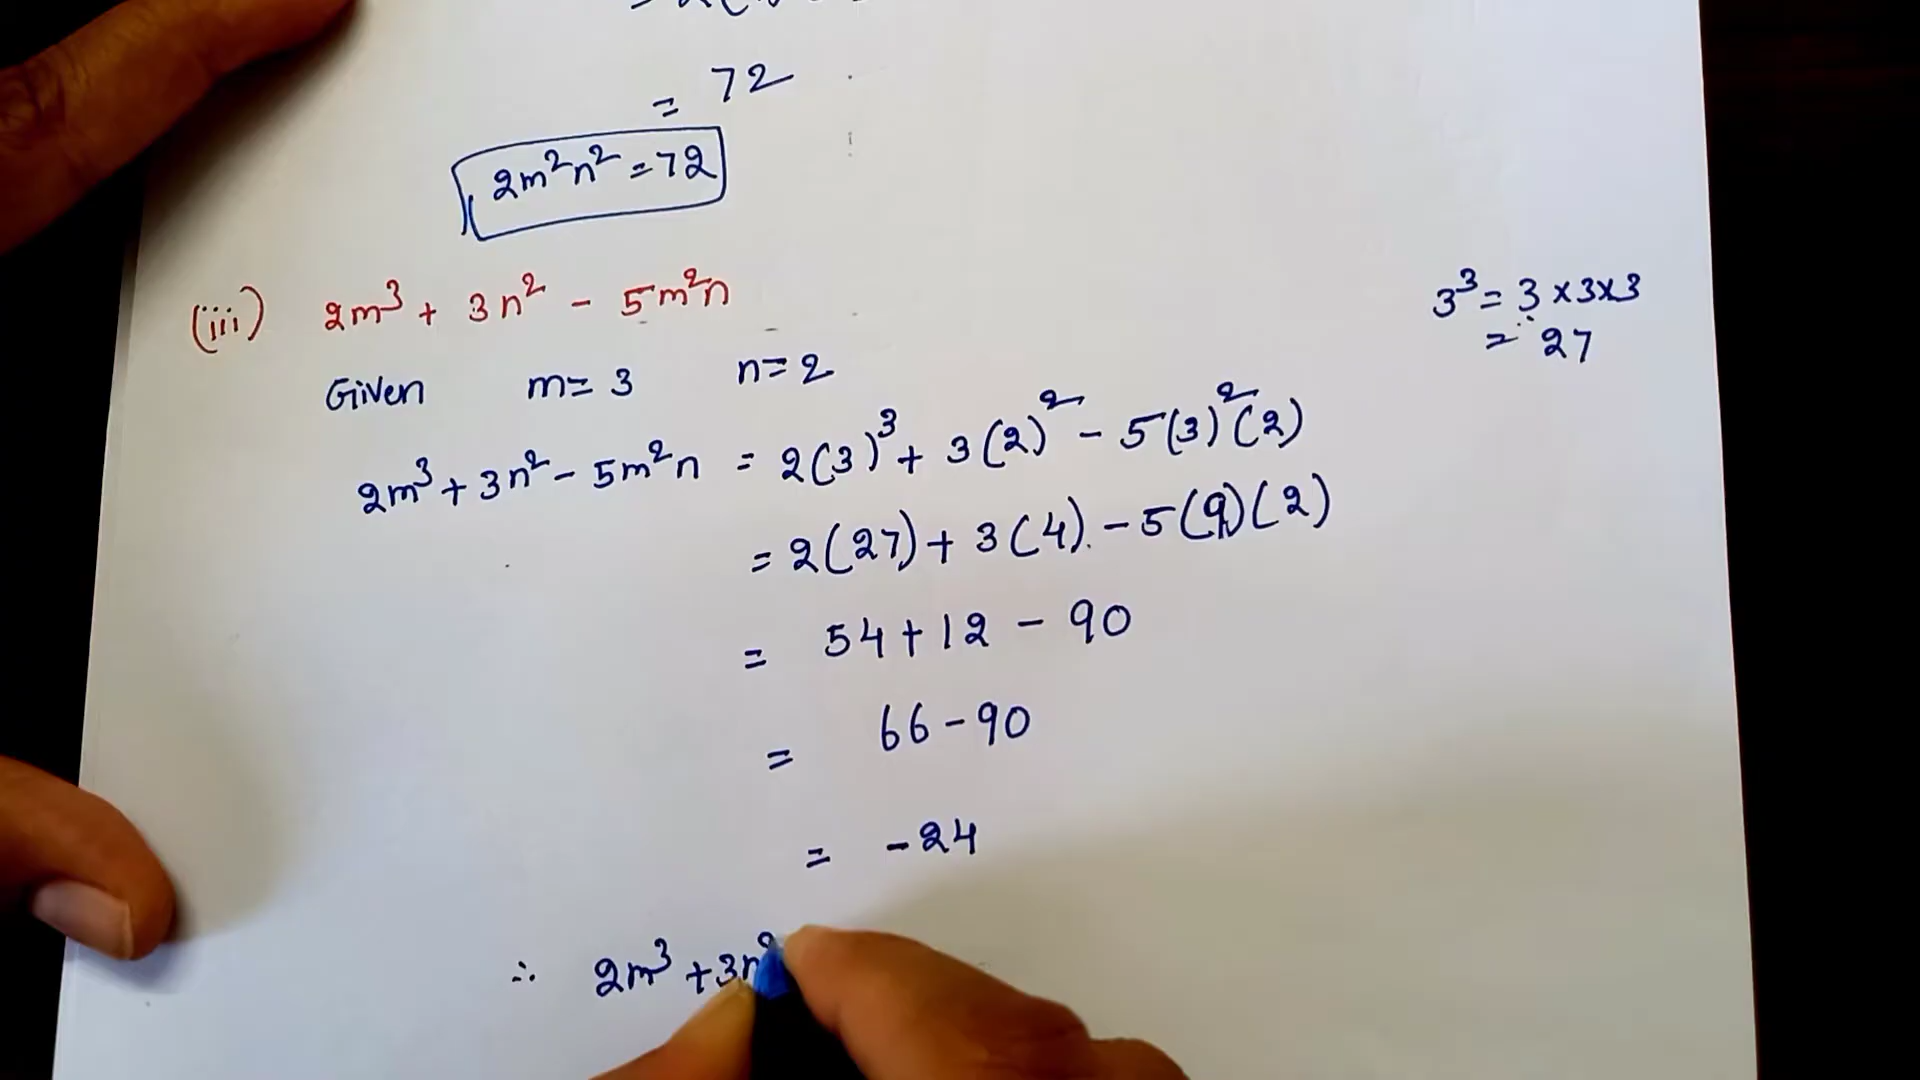 = 72
2m²n² = 72
(iii) 2m³ + 3n² - 5m²n
3³ = 3 × 3 × 3
= 27
Given m = 3 n = 2
2m³ + 3n² - 5m²n = 2(3)³ + 3(2)² - 5(3)²(2)
= 2(27) + 3(4) - 5(9)(2)
= 54 + 12 - 90
= 66 - 90
= -24
∴ 2m³ + 3n²